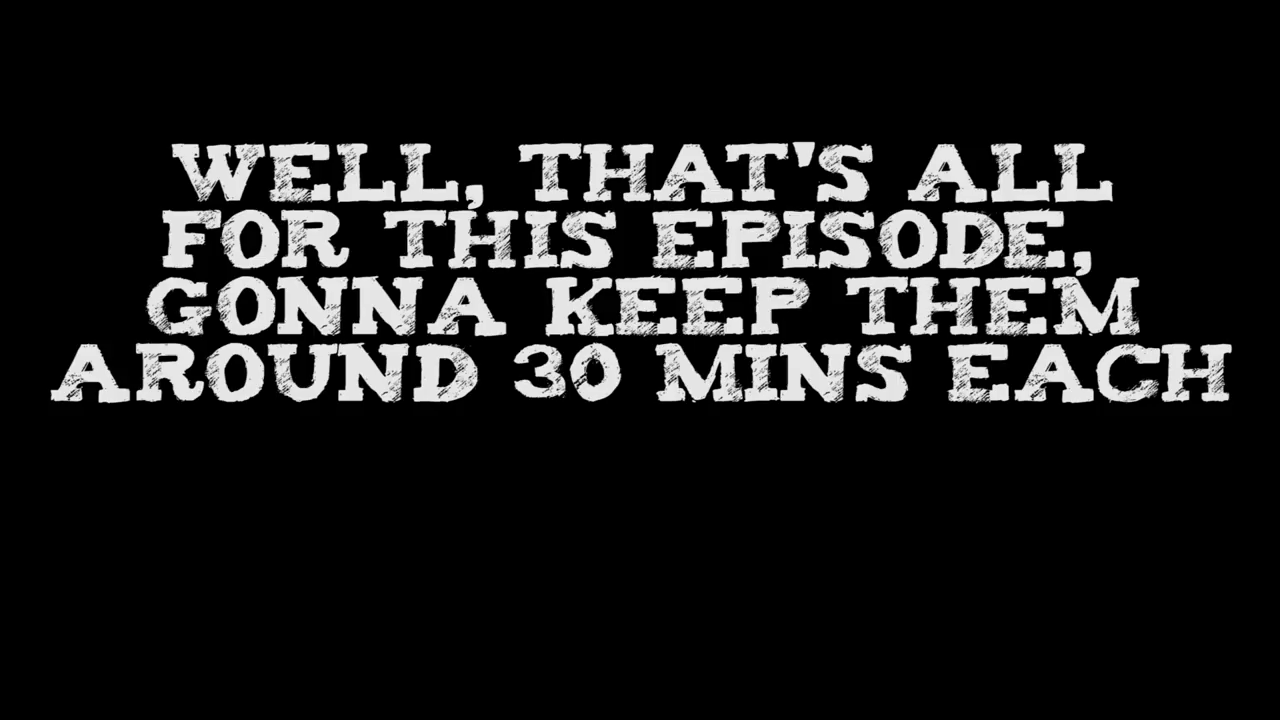 WELL, THAT'S ALL
FOR THIS EPISODE,
GONNA KEEP THEM
AROUND 30 MINS EACH